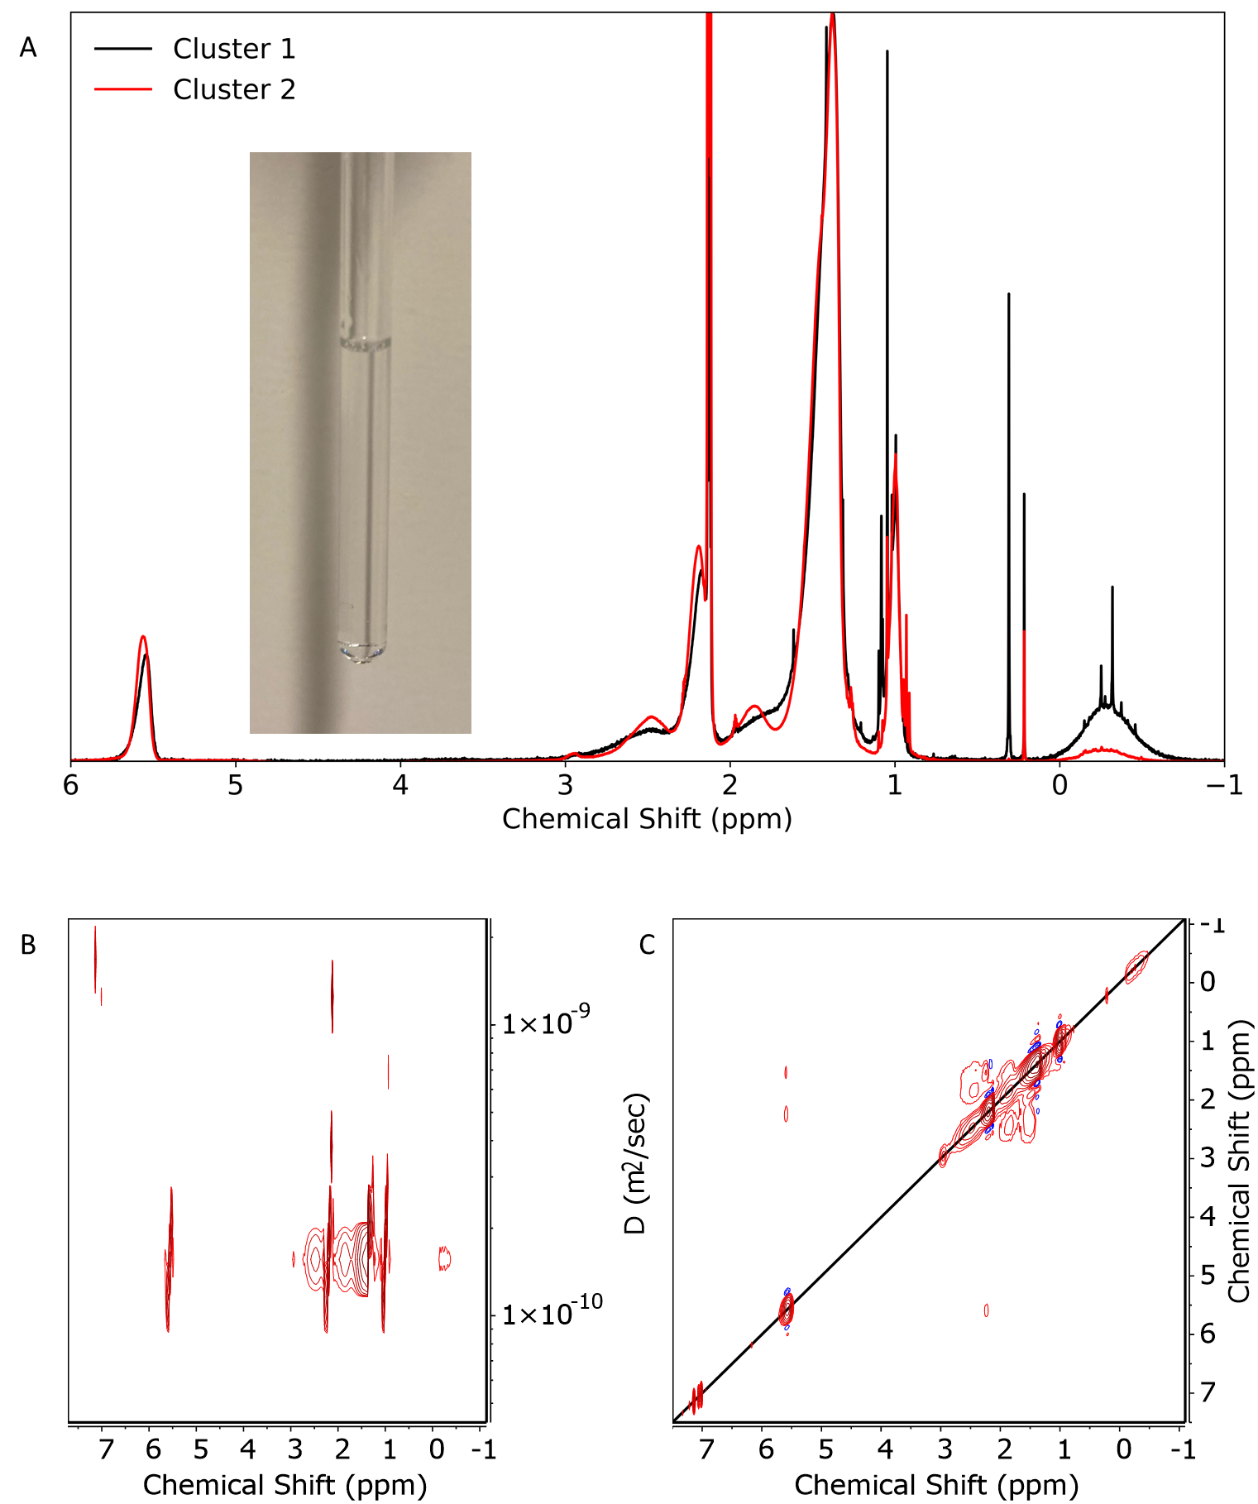 A
Cluster 1
Cluster 2
6 5 4 3 2 1 0 −1
Chemical Shift (ppm)
B
1×10-9
1×10-10
D (m2/sec)
7 6 5 4 3 2 1 0 -1
Chemical Shift (ppm)
C
-1
0
1
2
3
4
5
6
7
Chemical Shift (ppm)
7 6 5 4 3 2 1 0 -1
Chemical Shift (ppm)